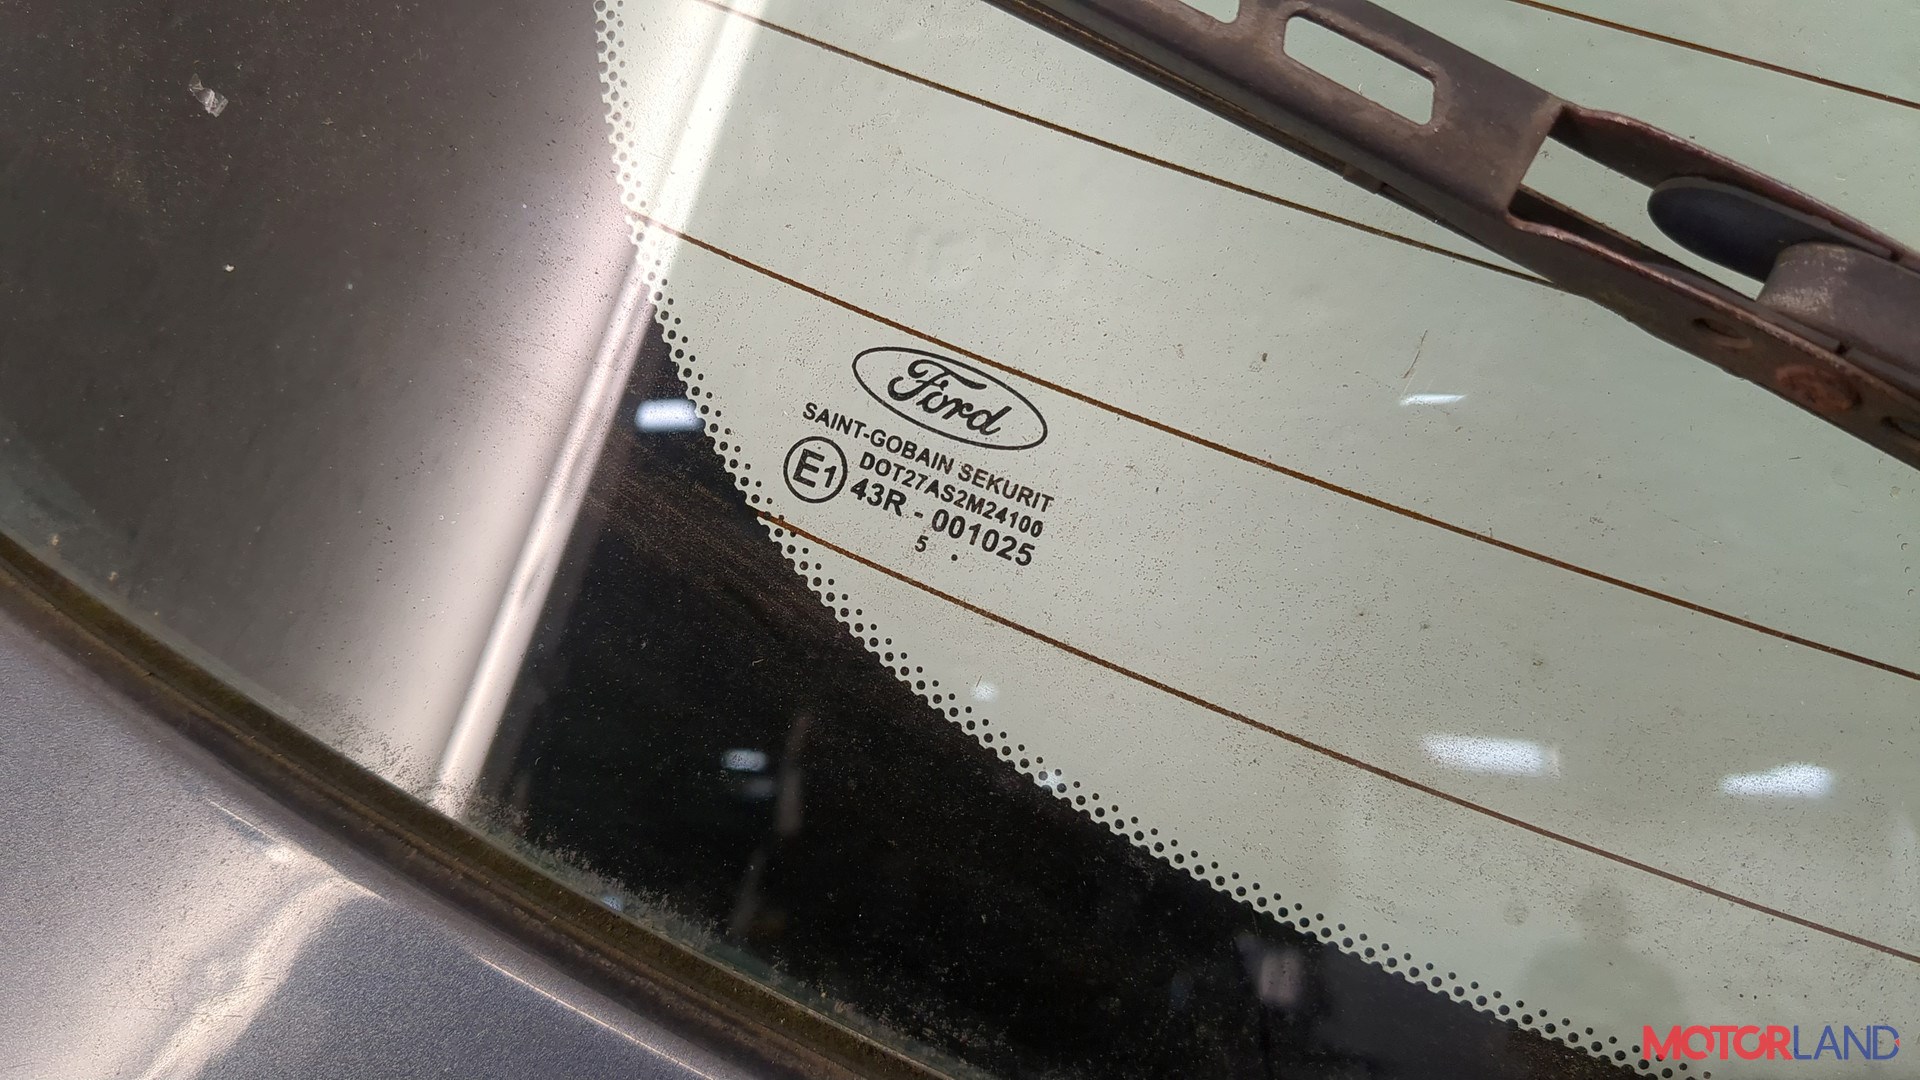 Ford
SAINT-GOBAIN SEKURIT
DOT27AS2M24100
E1 43R - 001025
5 .
MOTORLAND